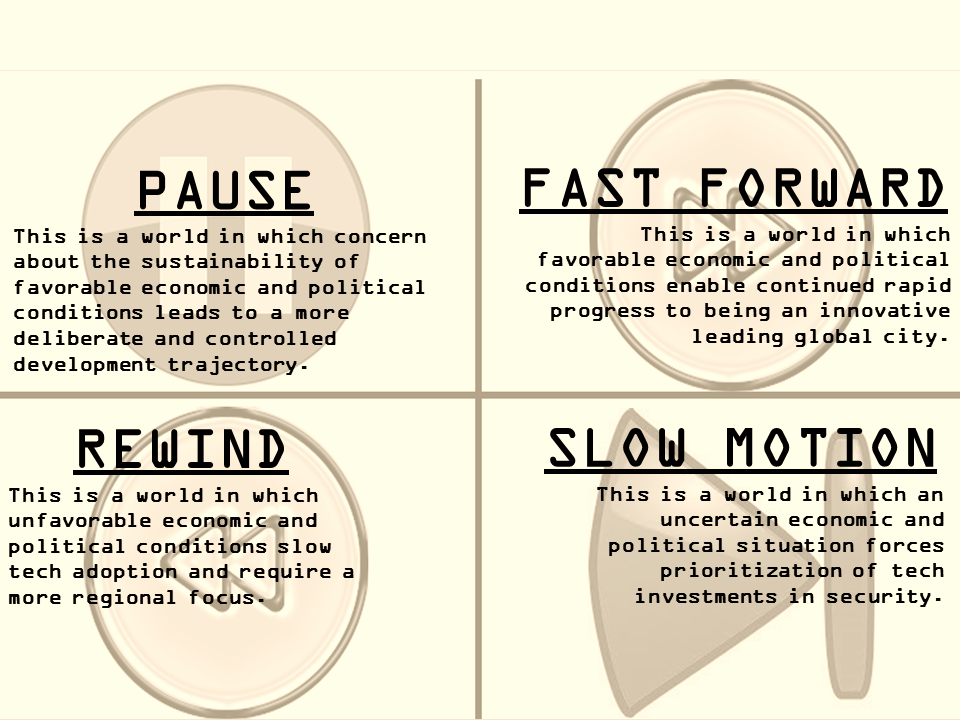 PAUSE
This is a world in which concern
about the sustainability of
favorable economic and political
conditions leads to a more
deliberate and controlled
development trajectory.
FAST FORWARD
This is a world in which
favorable economic and political
conditions enable continued rapid
progress to being an innovative
leading global city.
REWIND
This is a world in which
unfavorable economic and
political conditions slow
tech adoption and require a
more regional focus.
SLOW MOTION
This is a world in which an
uncertain economic and
political situation forces
prioritization of tech
investments in security.